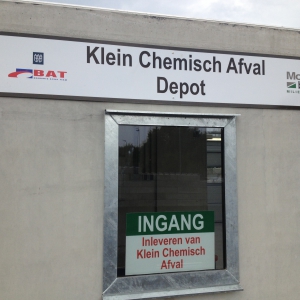 Klein Chemisch Afval
Depot
BAT
INGANG
Inleveren van
Klein Chemisch
Afval